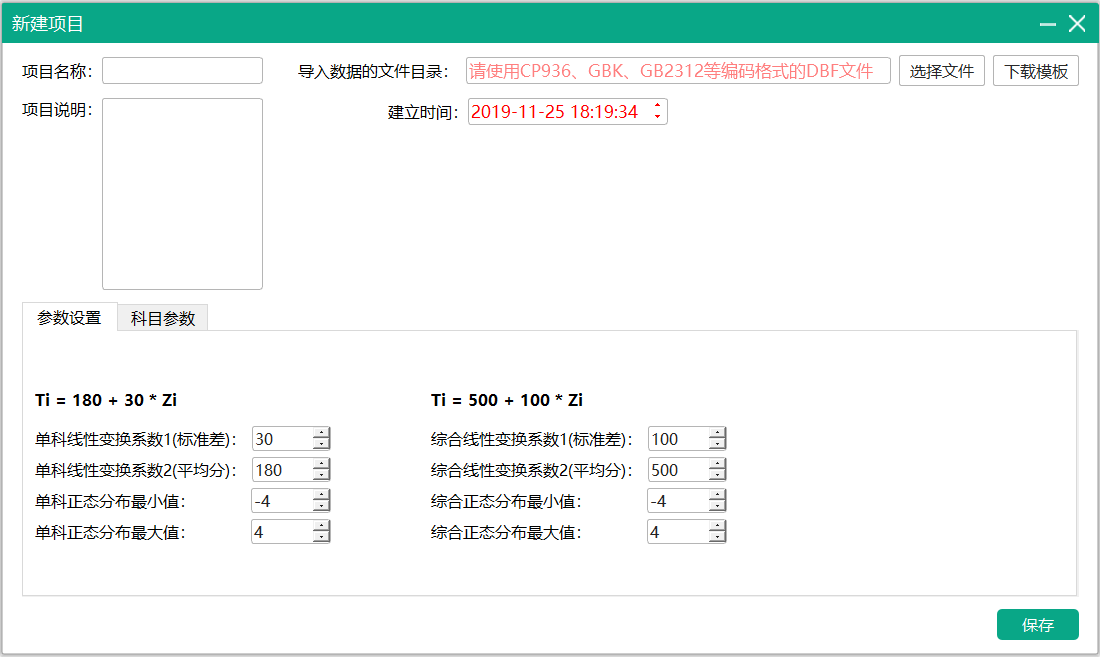 新建项目
项目名称:
导入数据的文件目录: 请使用CP936、GBK、GB2312等编码格式的DBF文件 选择文件 下载模板
项目说明:
建立时间: 2019-11-25 18:19:34
参数设置 科目参数
Ti = 180 + 30 * Zi
Ti = 500 + 100 * Zi
单科线性变换系数1(标准差): 30
综合线性变换系数1(标准差): 100
单科线性变换系数2(平均分): 180
综合线性变换系数2(平均分): 500
单科正态分布最小值: -4
综合正态分布最小值: -4
单科正态分布最大值: 4
综合正态分布最大值: 4
保存